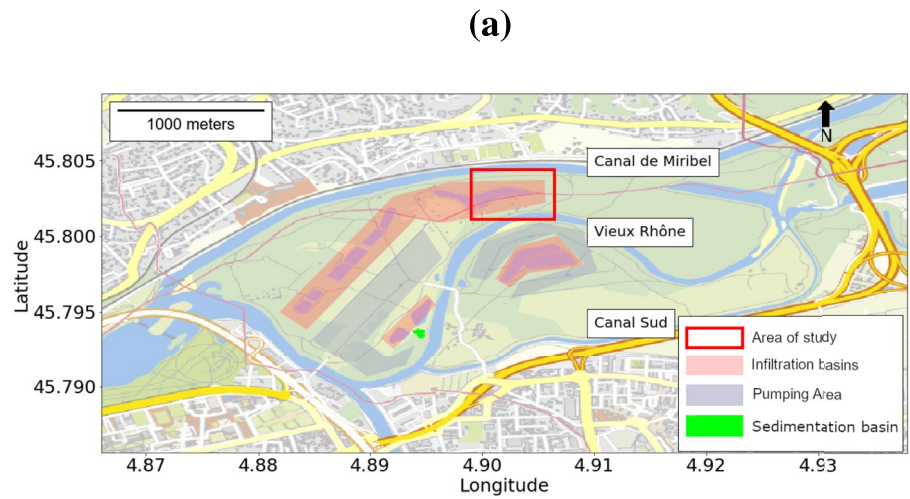 (a)
1000 meters
N
Canal de Miribel
Vieux Rhône
Canal Sud
45.805
45.800
45.795
45.790
Latitude
Area of study
Infiltration basins
Pumping Area
Sedimentation basin
4.87 4.88 4.89 4.90 4.91 4.92 4.93
Longitude